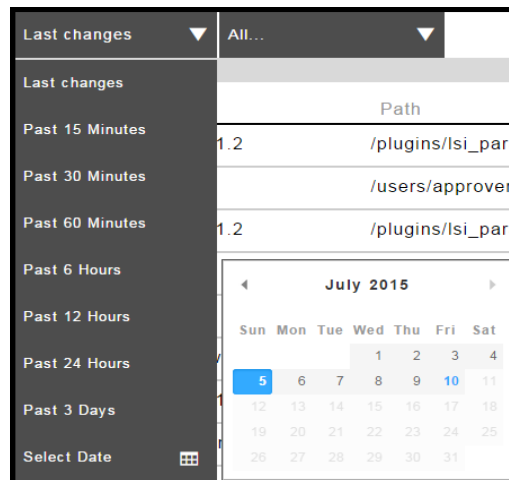 Last changes
All...
Last changes
Past 15 Minutes
Past 30 Minutes
Past 60 Minutes
Past 6 Hours
Past 12 Hours
Past 24 Hours
Past 3 Days
Select Date
Path
1.2 /plugins/lsi_par
/users/approver
1.2 /plugins/lsi_par
July 2015
Sun Mon Tue Wed Thu Fri Sat
1 2 3 4
5 6 7 8 9 10 11
12 13 14 15 16 17 18
19 20 21 22 23 24 25
26 27 28 29 30 31